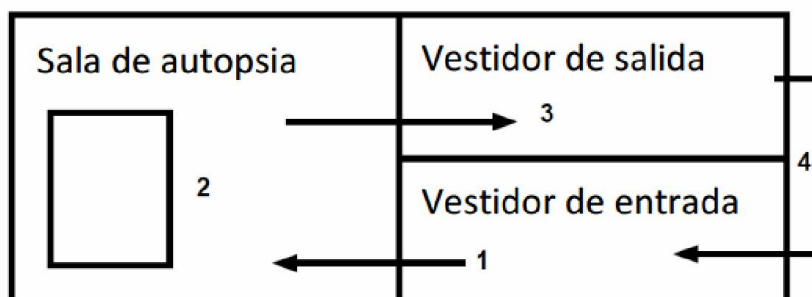 Sala de autopsia
Vestidor de salida
3
4
2
Vestidor de entrada
1